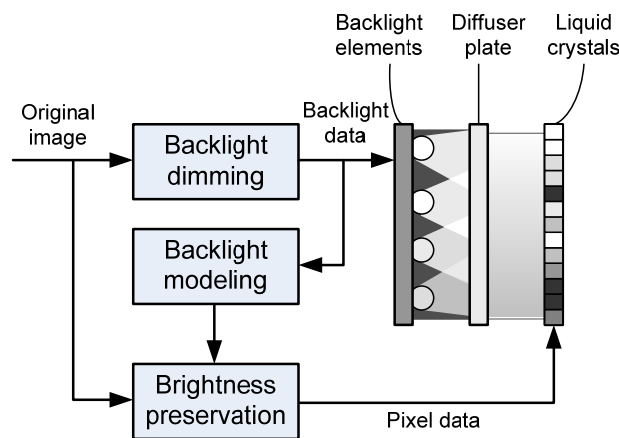 Backlight
elements
Diffuser
plate
Liquid
crystals
Original
image
Backlight
dimming
Backlight
data
Backlight
modeling
Brightness
preservation
Pixel data